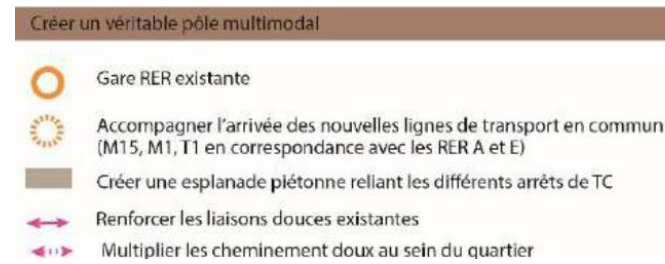 Créer un véritable pôle multimodal
Gare RER existante
Accompagner l'arrivée des nouvelles lignes de transport en commun
(M15, M1, T1 en correspondance avec les RER A et E)
Créer une esplanade piétonne reliant les différents arrêts de TC
Renforcer les liaisons douces existantes
Multiplier les cheminement doux au sein du quartier